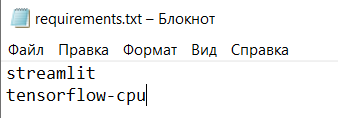 requirements.txt – Блокнот
Файл Правка Формат Вид Справка
streamlit
tensorflow-cpu